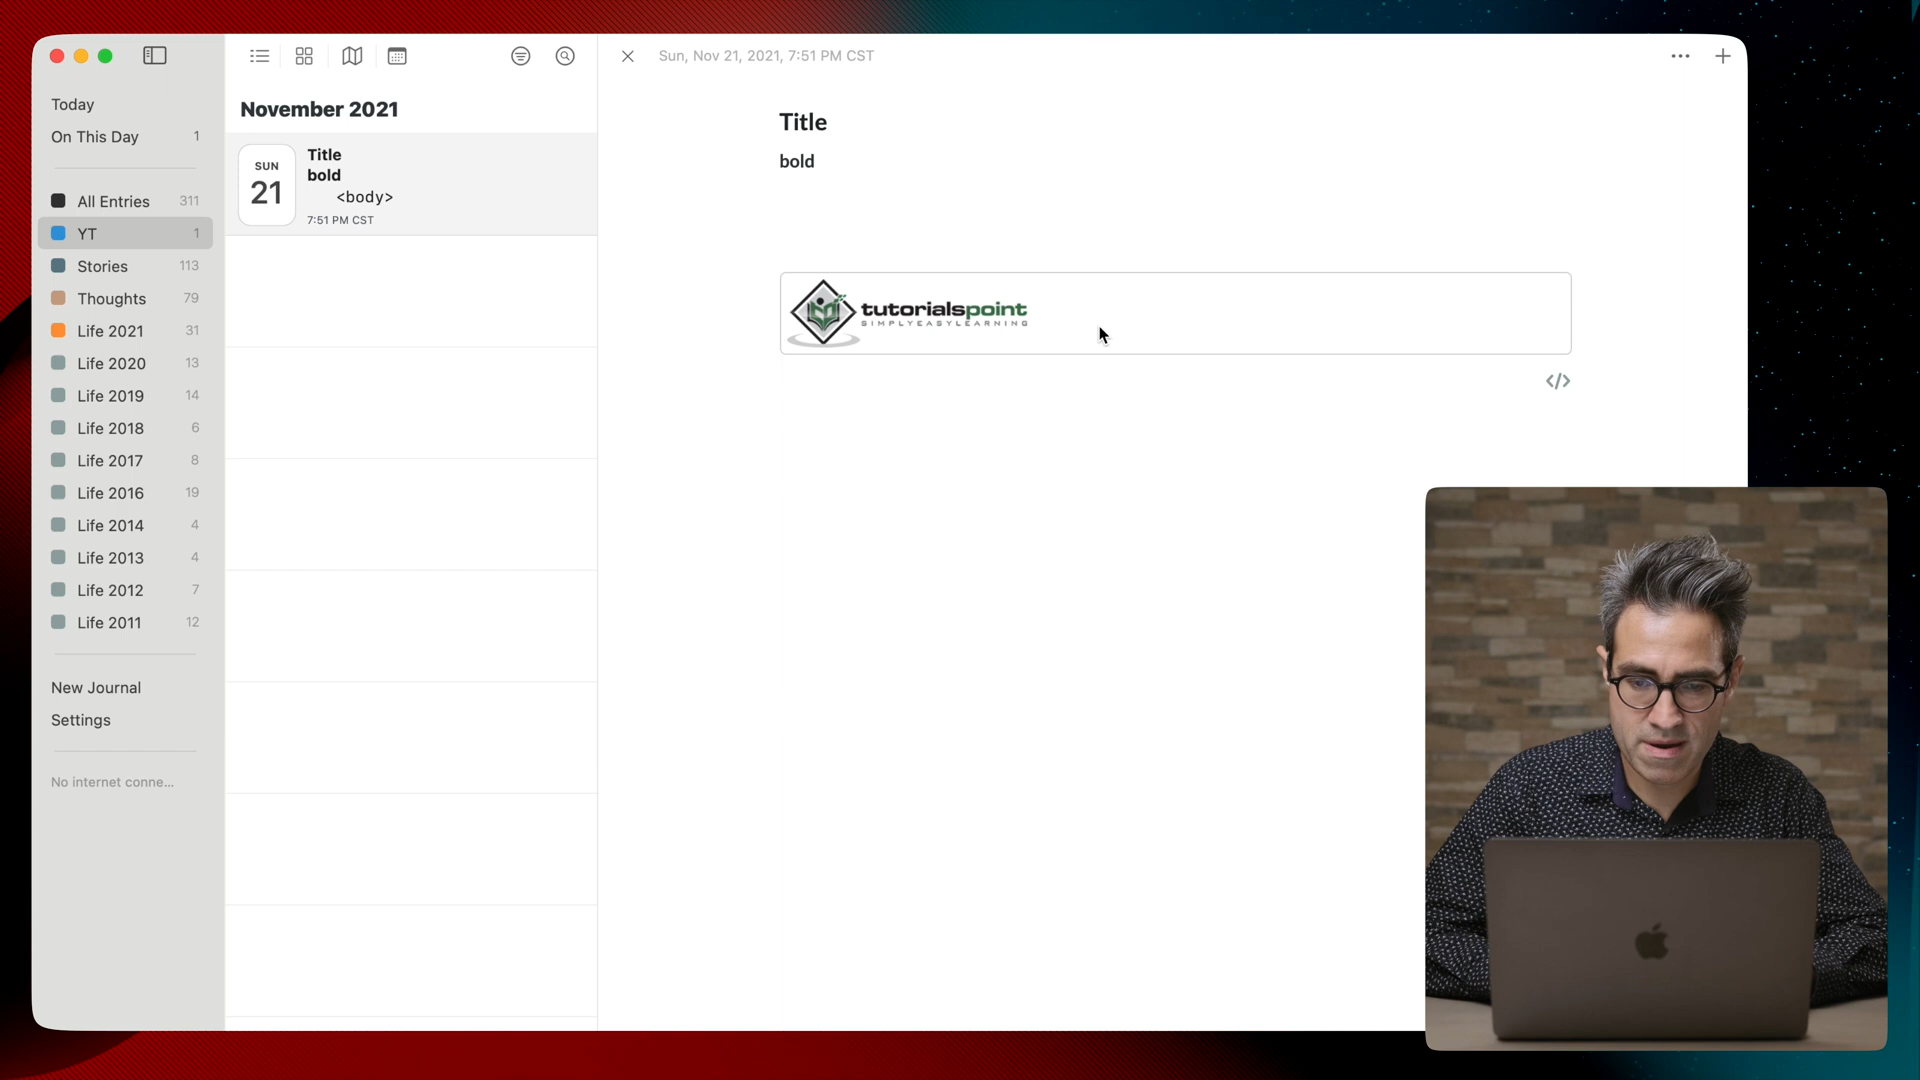 Today
On This Day 1
All Entries 311
YT 1
Stories 113
Thoughts 79
Life 2021 31
Life 2020 13
Life 2019 14
Life 2018 6
Life 2017 8
Life 2016 19
Life 2014 4
Life 2013 4
Life 2012 7
Life 2011 12
New Journal
Settings
No internet conne...
November 2021
SUN
21
Title
bold
<body>
7:51 PM CST
Sun, Nov 21, 2021, 7:51 PM CST
Title
bold
tutorialspoint
SIMPLYEASYLEARNING
</>